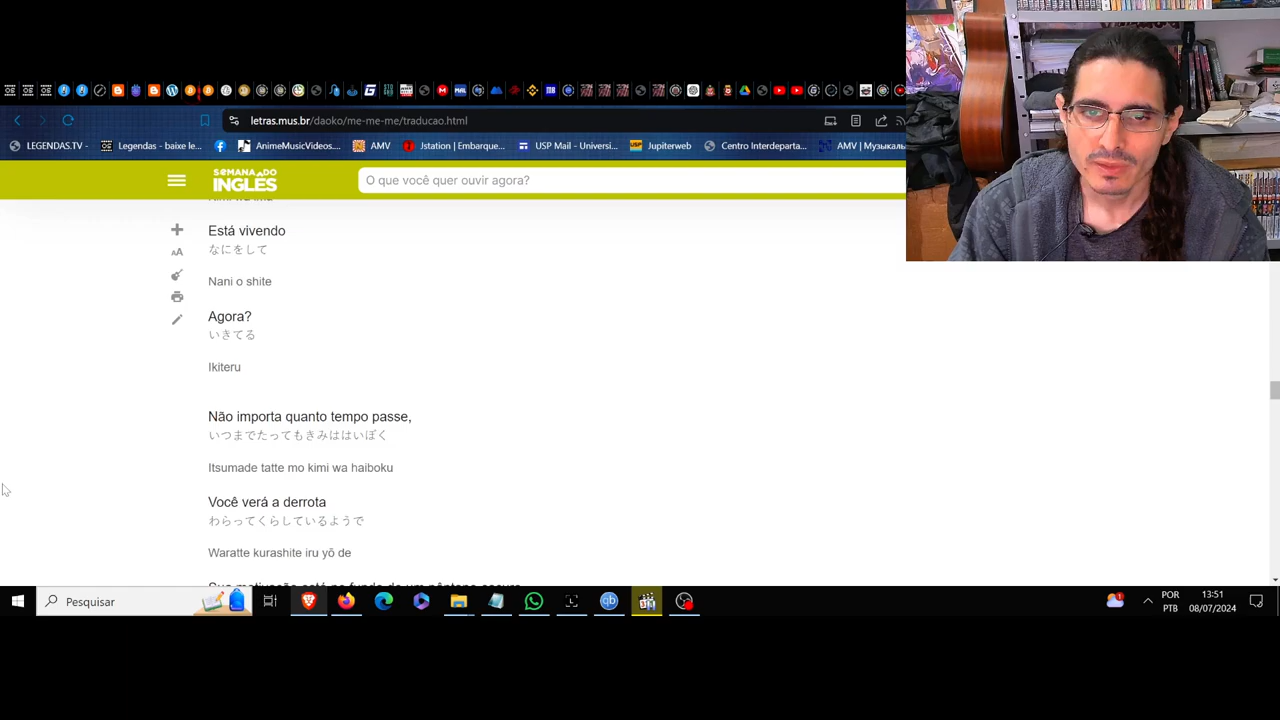 letras.mus.br/daoko/me-me-me/traducao.html
LEGENDAS.TV -
Legendas - baixe le...
AnimeMusicVideos....
AMV
Jstation | Embarque...
USP Mail - Universi...
Jupiterweb
Centro Interdeparta...
AMV | Музыкаль
SEMANA DO INGLÊS
O que você quer ouvir agora?
Está vivendo
なにをして
Nani o shite
Agora?
いきてる
Ikiteru
Não importa quanto tempo passe,
いつまでたってもきみははいぼく
Itsumade tatte mo kimi wa haiboku
Você verá a derrota
わらってくらしているようで
Waratte kurashite iru yō de
Pesquisar
POR
PTB
13:51
08/07/2024